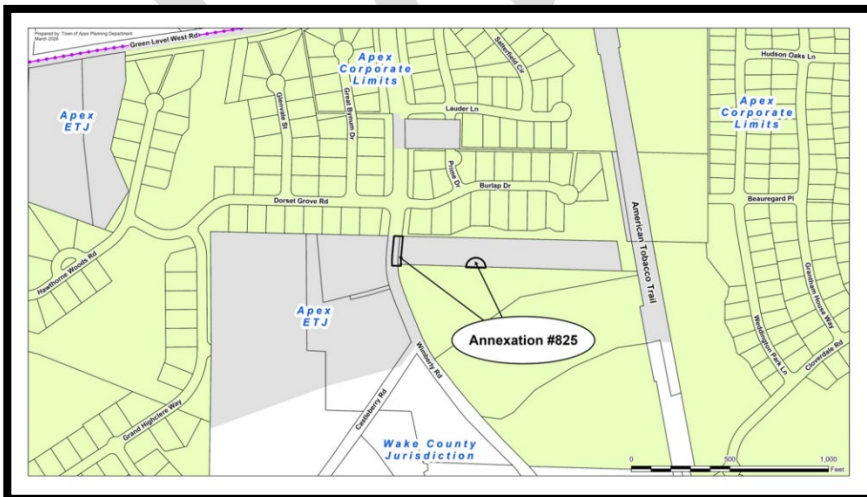 Prepared by: Town of Apex Planning Department
March 2026
Green Level West Rd
Apex
Corporate
Limits
Satterfield Cir
Hudson Oaks Ln
Apex
ETJ
Glenvale St
Great Bynum Dr
Lauder Ln
Apex
Corporate
Limits
Prime Dr
Burlap Dr
Dorset Grove Rd
Beauregard Pl
American Tobacco Trail
Hawthorne Woods Rd
Grantham House Way
Apex
ETJ
Annexation #825
Wimberly Rd
Weddington Park Ln
Cloverdale Rd
Castleberry Rd
Grand Highclere Way
Wake County
Jurisdiction
0 500 1,000
Feet